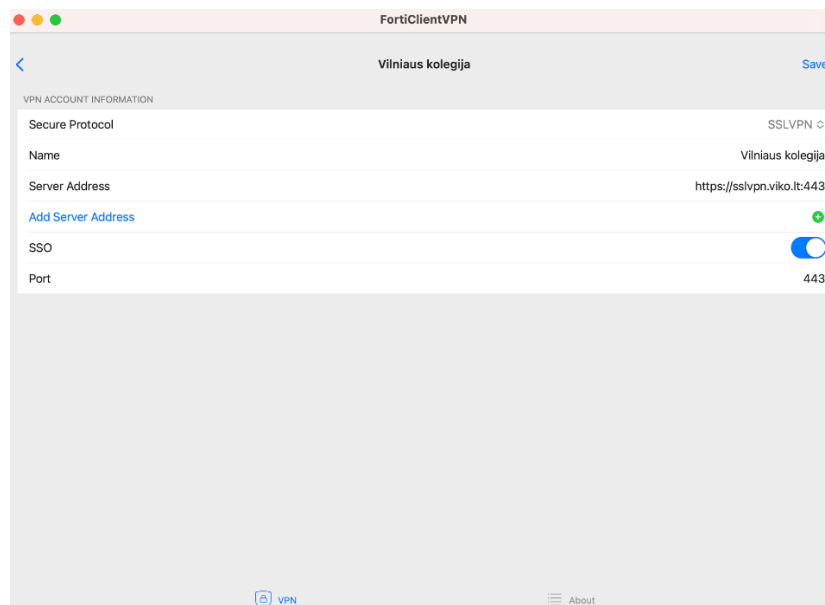 FortiClientVPN
Vilniaus kolegija
Save
VPN ACCOUNT INFORMATION
Secure Protocol SSLVPN
Name Vilniaus kolegija
Server Address https://sslvpn.viko.lt:443
Add Server Address
SSO
Port 443
VPN About